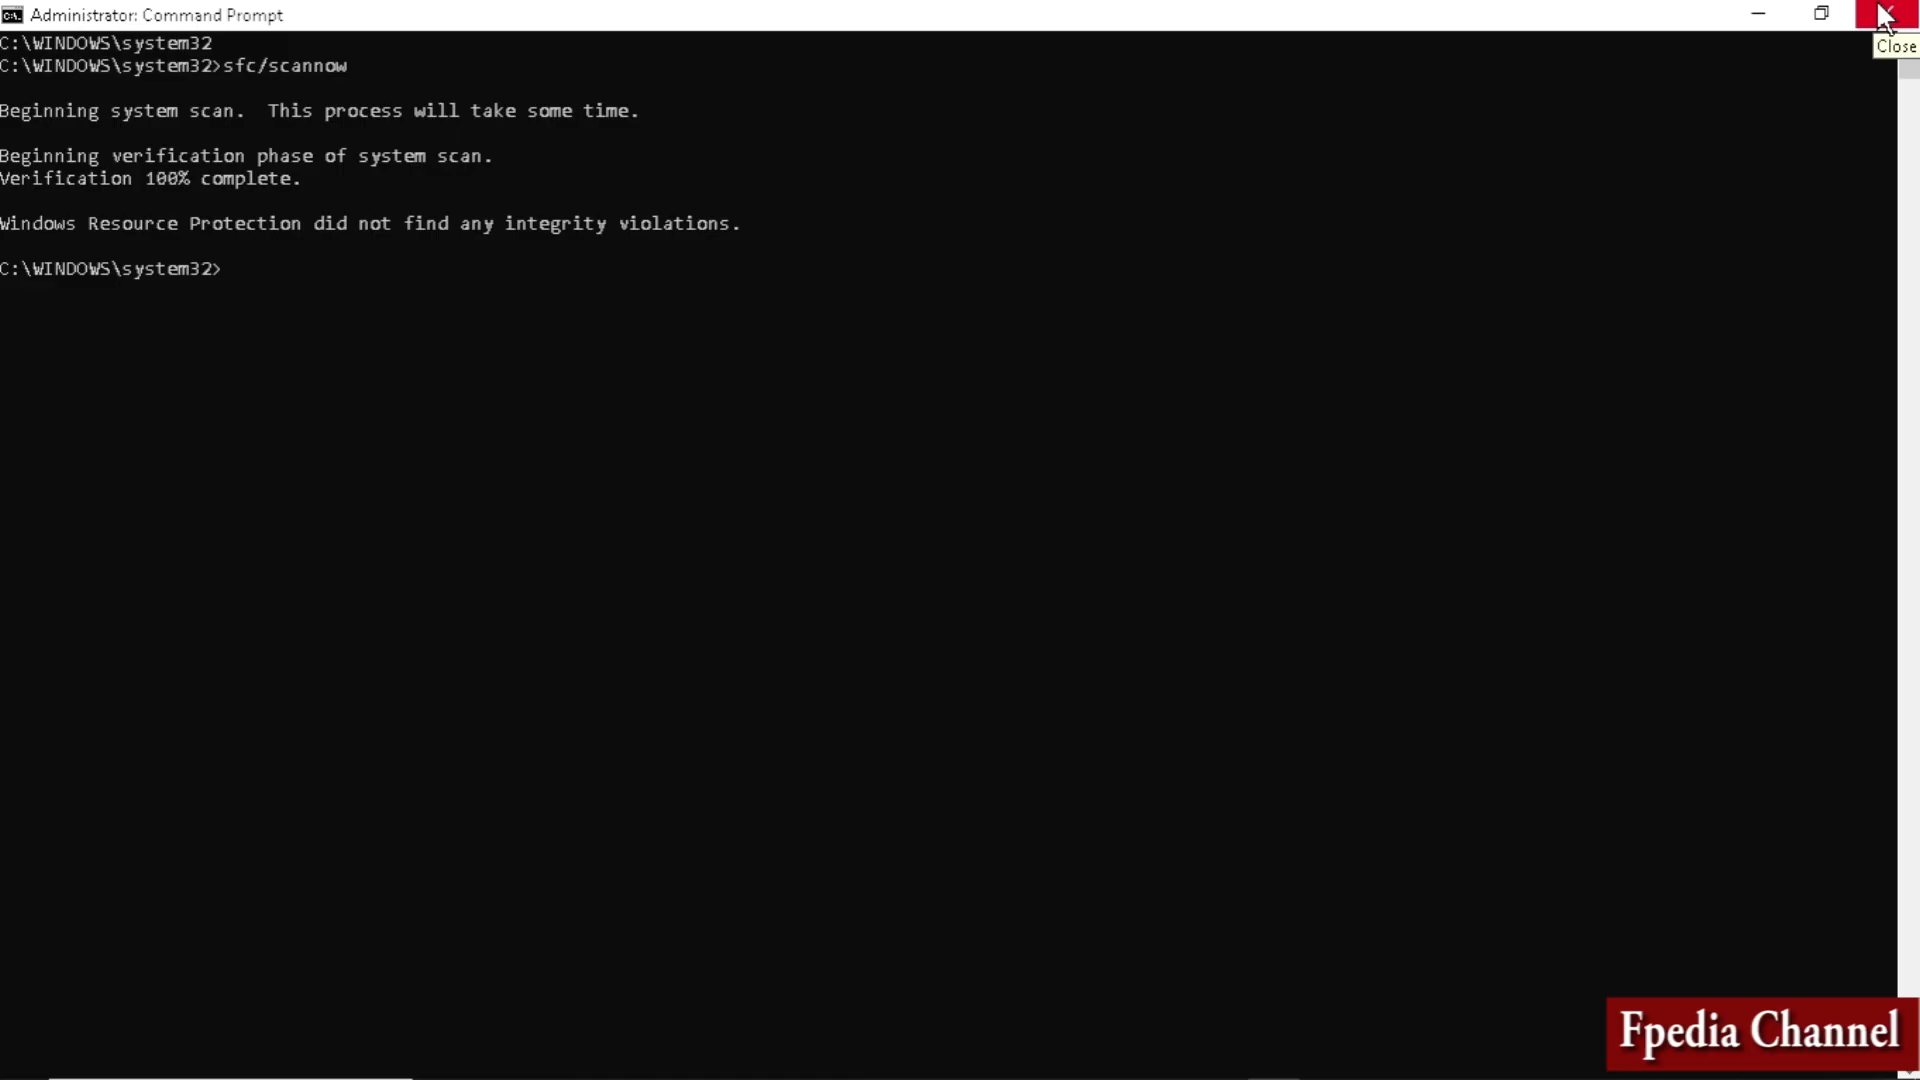 Administrator: Command Prompt
Close
C:\WINDOWS\system32
C:\WINDOWS\system32>sfc/scannow
Beginning system scan.  This process will take some time.
Beginning verification phase of system scan.
Verification 100% complete.
Windows Resource Protection did not find any integrity violations.
C:\WINDOWS\system32>
Fpedia Channel